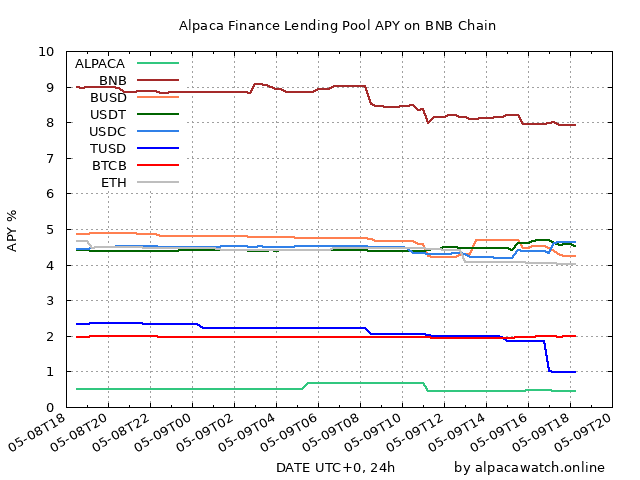 Alpaca Finance Lending Pool APY on BNB Chain
10
9
8
7
6
5
4
3
2
1
0
APY %
ALPACA
BNB
BUSD
USDT
USDC
TUSD
BTCB
ETH
05-08T18
05-08T20
05-08T22
05-09T00
05-09T02
05-09T04
05-09T06
05-09T08
05-09T10
05-09T12
05-09T14
05-09T16
05-09T18
05-09T20
DATE UTC+0, 24h
by alpacawatch.online